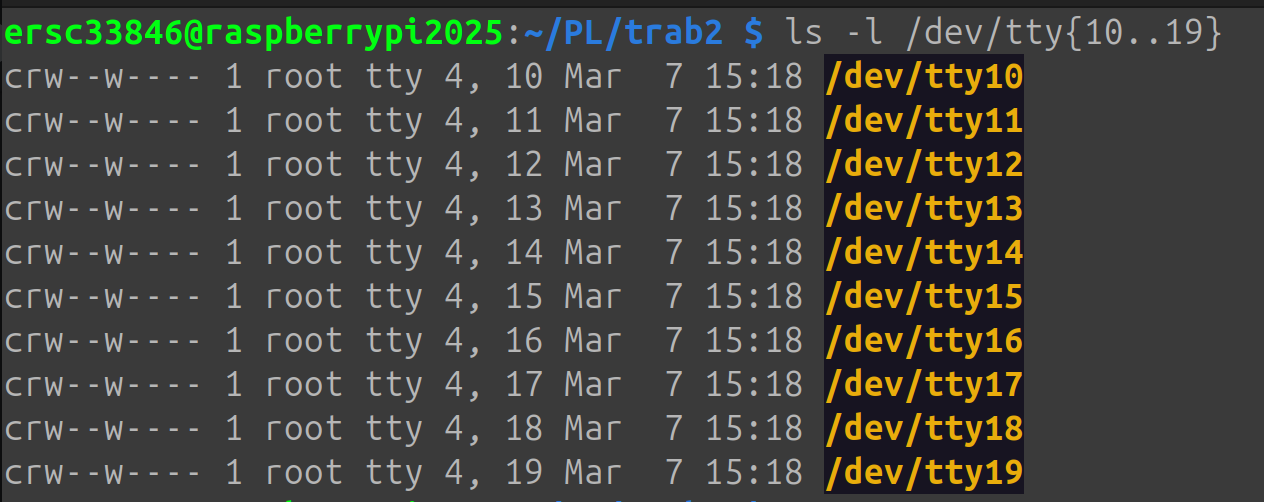 ersc33846@raspberrypi2025:~/PL/trab2 $ ls -l /dev/tty{10..19}
crw--w---- 1 root tty 4, 10 Mar  7 15:18 /dev/tty10
crw--w---- 1 root tty 4, 11 Mar  7 15:18 /dev/tty11
crw--w---- 1 root tty 4, 12 Mar  7 15:18 /dev/tty12
crw--w---- 1 root tty 4, 13 Mar  7 15:18 /dev/tty13
crw--w---- 1 root tty 4, 14 Mar  7 15:18 /dev/tty14
crw--w---- 1 root tty 4, 15 Mar  7 15:18 /dev/tty15
crw--w---- 1 root tty 4, 16 Mar  7 15:18 /dev/tty16
crw--w---- 1 root tty 4, 17 Mar  7 15:18 /dev/tty17
crw--w---- 1 root tty 4, 18 Mar  7 15:18 /dev/tty18
crw--w---- 1 root tty 4, 19 Mar  7 15:18 /dev/tty19